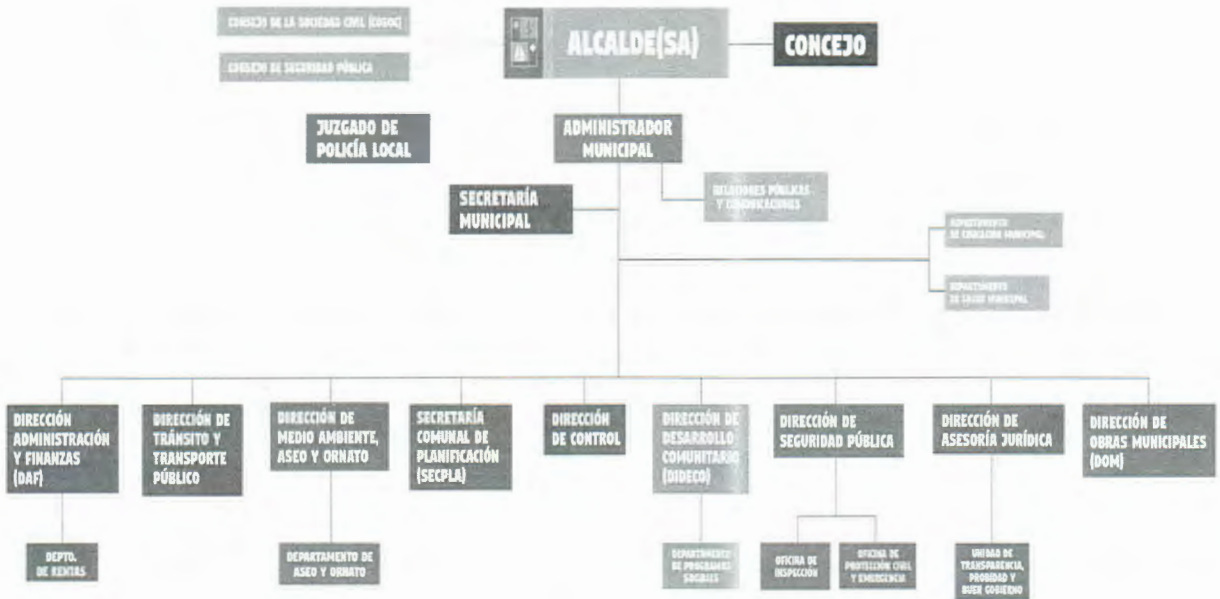 CONSEJO DE LA SOCIEDAD CIVIL (COSOC)
CONSEJO DE SEGURIDAD PÚBLICA
ALCALDE(SA)
CONCEJO
JUZGADO DE
POLICÍA LOCAL
ADMINISTRADOR
MUNICIPAL
SECRETARÍA
MUNICIPAL
RELACIONES PÚBLICAS
Y COMUNICACIONES
DEPARTAMENTO
DE EDUCACIÓN MUNICIPAL
DEPARTAMENTO
DE SALUD MUNICIPAL
DIRECCIÓN
ADMINISTRACIÓN
Y FINANZAS
(DAF)
DIRECCIÓN DE
TRÁNSITO Y
TRANSPORTE
PÚBLICO
DIRECCIÓN DE
MEDIO AMBIENTE,
ASEO Y ORNATO
SECRETARÍA
COMUNAL DE
PLANIFICACIÓN
(SECPLA)
DIRECCIÓN
DE CONTROL
DIRECCIÓN DE
DESARROLLO
COMUNITARIO
(DIDECO)
DIRECCIÓN DE
SEGURIDAD PÚBLICA
DIRECCIÓN DE
ASESORÍA JURÍDICA
DIRECCIÓN DE
OBRAS MUNICIPALES
(DOM)
DEPTO.
DE RENTAS
DEPARTAMENTO DE
ASEO Y ORNATO
DEPARTAMENTO
DE PROGRAMAS
SOCIALES
OFICINA DE
INSPECCIÓN
OFICINA DE
PROTECCIÓN CIVIL
Y EMERGENCIA
UNIDAD DE
TRANSPARENCIA,
PROBIDAD Y
BUEN GOBIERNO